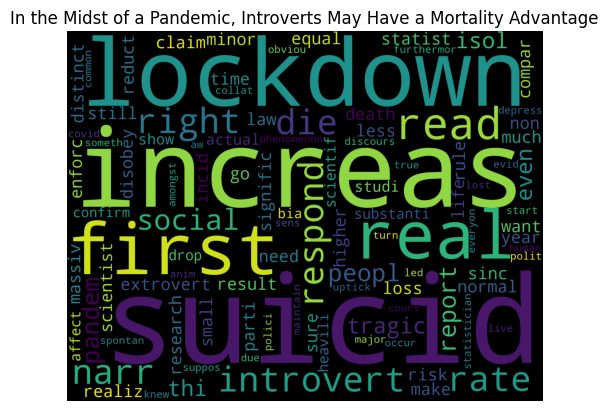 In the Midst of a Pandemic, Introverts May Have a Mortality Advantage
claim minor equal statist isol
obviou furthermor
common collat
distinct reduct time compar
lockdown
still right law die death read non
covid show actual less phenomenon much
someth aw discours
enforc disobey incid go true evid even
increas
amongst scientif liferule
confirm social signific studi lost start
bia substanti want everyon
sens
first respond real
massiv drop need higher turn human year polit
extrovert result peopl report sinc
affect pandem scientist loss normal
anim uptick led cours
suicid
spontan research small parti sure heavili tragic statistician live
polici maintain major occur depress
narr thi introvert rate
realiz knew suppos due risk make